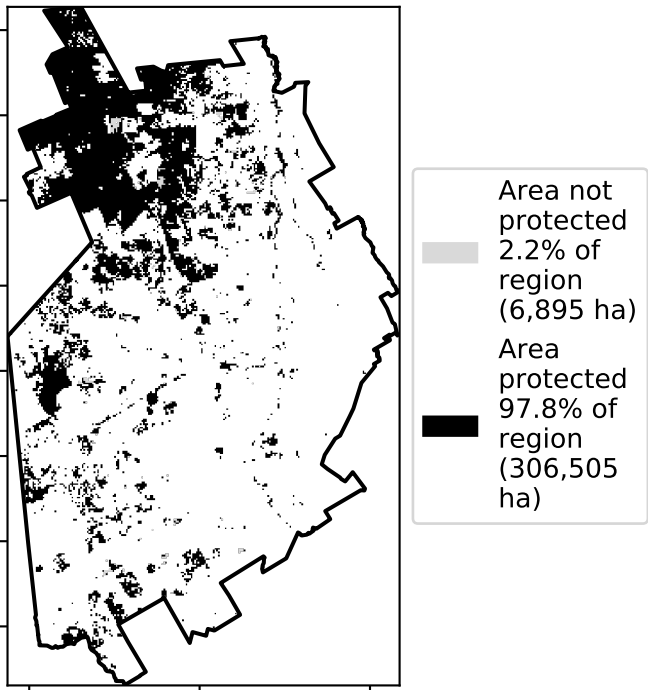 Area not
protected
2.2% of
region
(6,895 ha)
Area
protected
97.8% of
region
(306,505
ha)